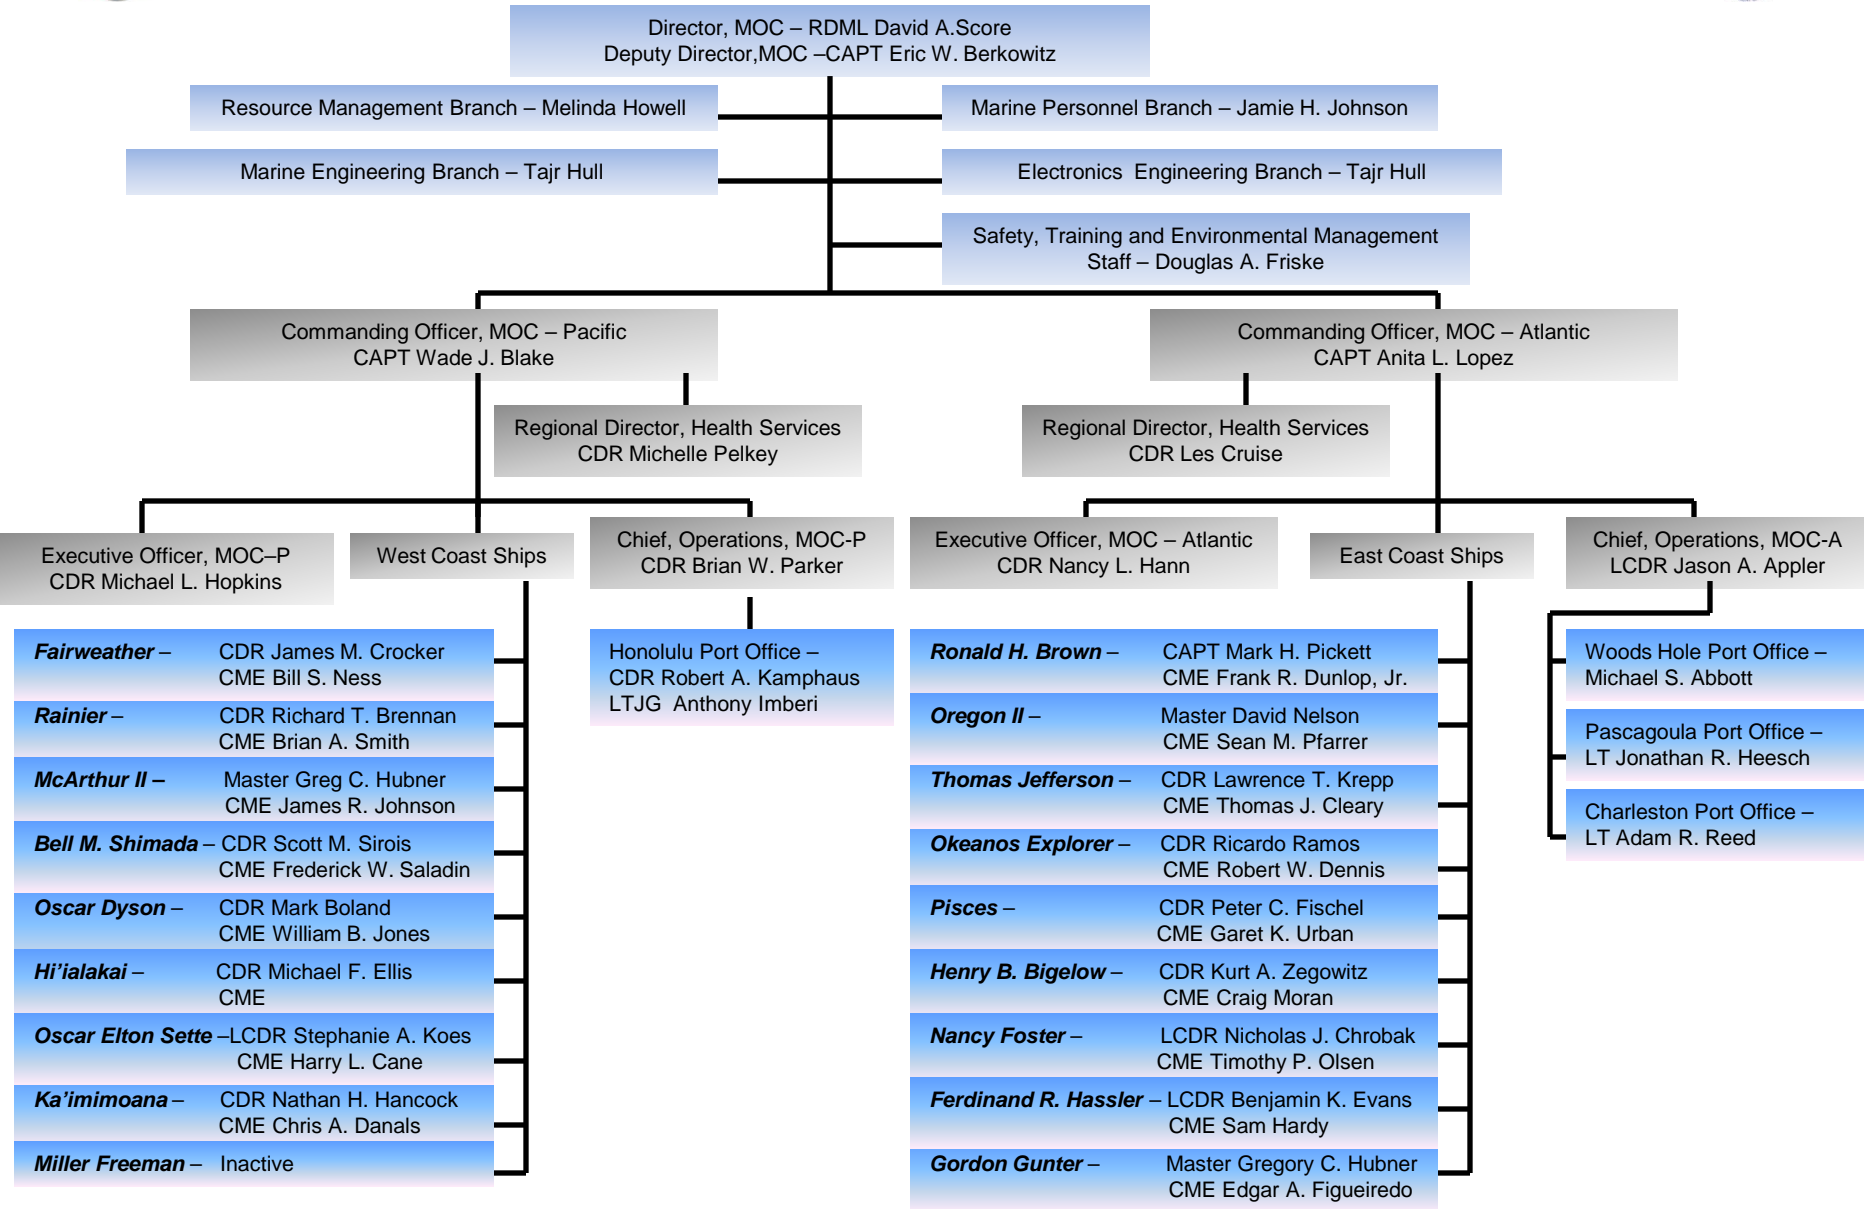 Director, MOC – RDML David A.Score
Deputy Director,MOC –CAPT Eric W. Berkowitz
Resource Management Branch – Melinda Howell
Marine Personnel Branch – Jamie H. Johnson
Marine Engineering Branch – Tajr Hull
Electronics Engineering Branch – Tajr Hull
Safety, Training and Environmental Management
Staff – Douglas A. Friske
Commanding Officer, MOC – Pacific
CAPT Wade J. Blake
Commanding Officer, MOC – Atlantic
CAPT Anita L. Lopez
Regional Director, Health Services
CDR Michelle Pelkey
Regional Director, Health Services
CDR Les Cruise
Executive Officer, MOC–P
CDR Michael L. Hopkins
West Coast Ships
Chief, Operations, MOC-P
CDR Brian W. Parker
Executive Officer, MOC – Atlantic
CDR Nancy L. Hann
East Coast Ships
Chief, Operations, MOC-A
LCDR Jason A. Appler
Fairweather – CDR James M. Crocker
CME Bill S. Ness
Rainier – CDR Richard T. Brennan
CME Brian A. Smith
McArthur II – Master Greg C. Hubner
CME James R. Johnson
Bell M. Shimada – CDR Scott M. Sirois
CME Frederick W. Saladin
Oscar Dyson – CDR Mark Boland
CME William B. Jones
Hi’ialakai – CDR Michael F. Ellis
CME
Oscar Elton Sette –LCDR Stephanie A. Koes
CME Harry L. Cane
Ka’imimoana – CDR Nathan H. Hancock
CME Chris A. Danals
Miller Freeman – Inactive
Honolulu Port Office –
CDR Robert A. Kamphaus
LTJG Anthony Imberi
Ronald H. Brown – CAPT Mark H. Pickett
CME Frank R. Dunlop, Jr.
Oregon II – Master David Nelson
CME Sean M. Pfarrer
Thomas Jefferson – CDR Lawrence T. Krepp
CME Thomas J. Cleary
Okeanos Explorer – CDR Ricardo Ramos
CME Robert W. Dennis
Pisces – CDR Peter C. Fischel
CME Garet K. Urban
Henry B. Bigelow – CDR Kurt A. Zegowitz
CME Craig Moran
Nancy Foster – LCDR Nicholas J. Chrobak
CME Timothy P. Olsen
Ferdinand R. Hassler – LCDR Benjamin K. Evans
CME Sam Hardy
Gordon Gunter – Master Gregory C. Hubner
CME Edgar A. Figueiredo
Woods Hole Port Office –
Michael S. Abbott
Pascagoula Port Office –
LT Jonathan R. Heesch
Charleston Port Office –
LT Adam R. Reed